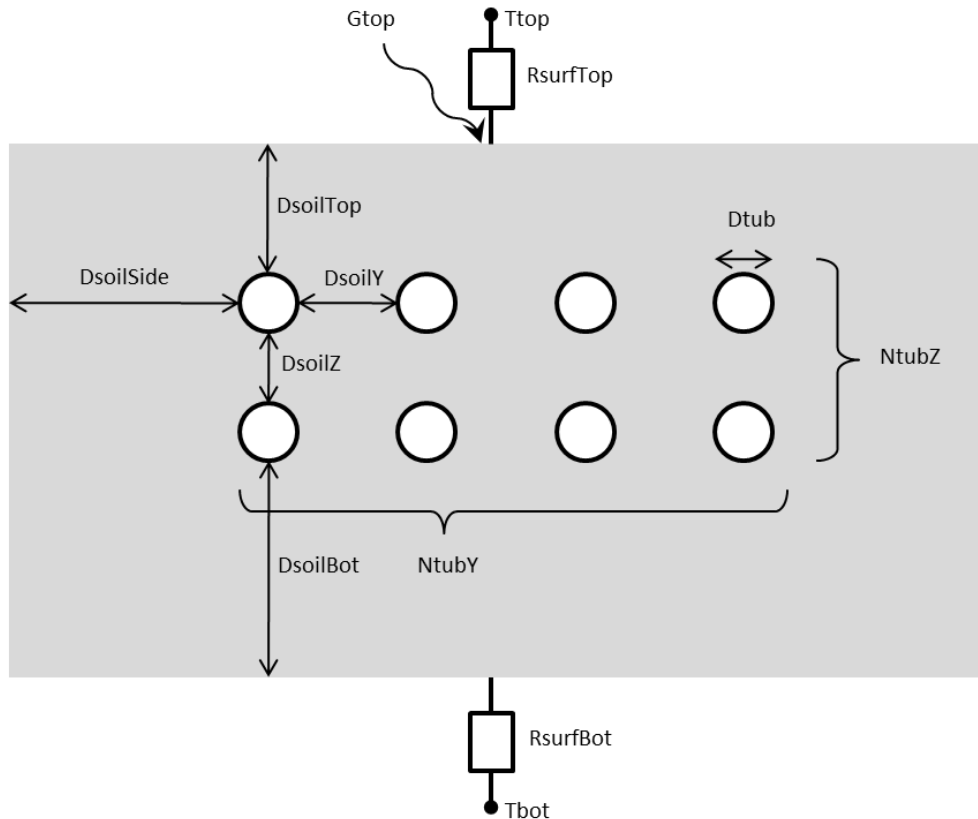 Gtop
Ttop
RsurfTop
DsoilTop
Dtub
DsoilSide
DsoilY
NtubZ
DsoilZ
DsoilBot
NtubY
RsurfBot
Tbot